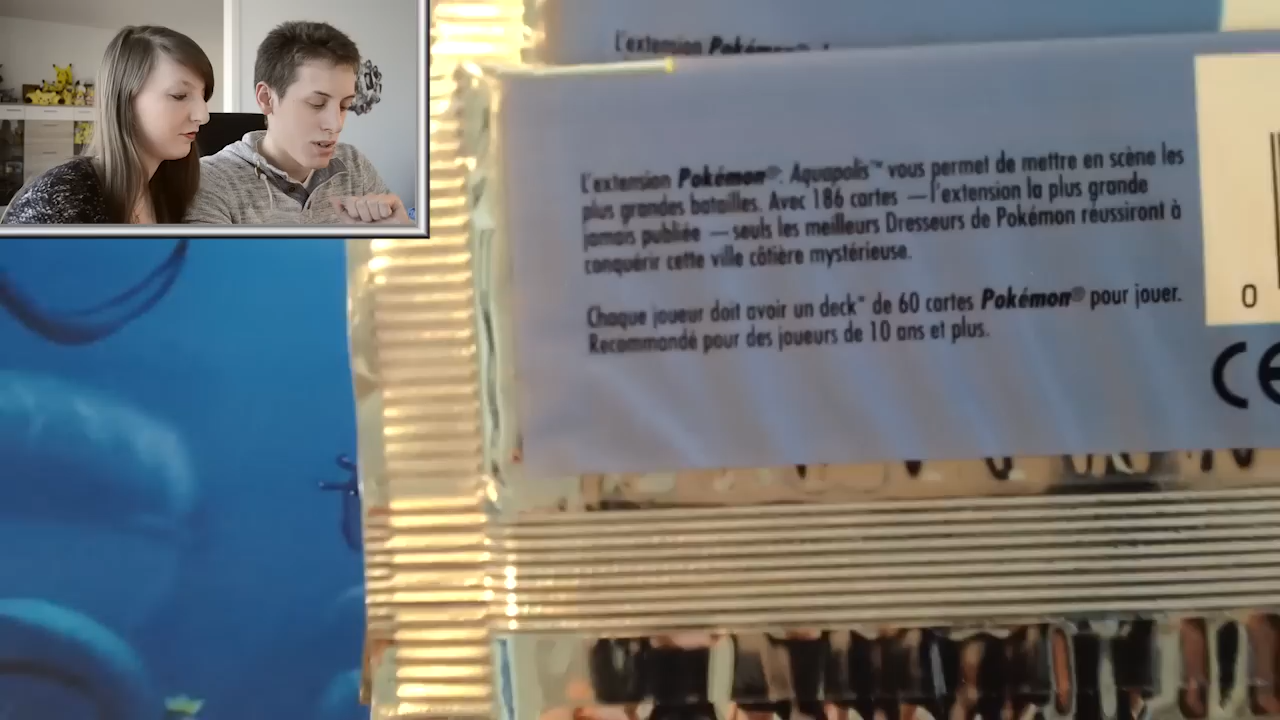 L'extension Pokémon®
L'extension Pokémon®. Aquapolis™ vous permet de mettre en scène les
plus grandes batailles. Avec 186 cartes — l'extension la plus grande
jamais publiée — seuls les meilleurs Dresseurs de Pokémon réussiront à
conquérir cette ville côtière mystérieuse.
Chaque joueur doit avoir un deck* de 60 cartes Pokémon® pour jouer.
Recommandé pour des joueurs de 10 ans et plus.
0
CE